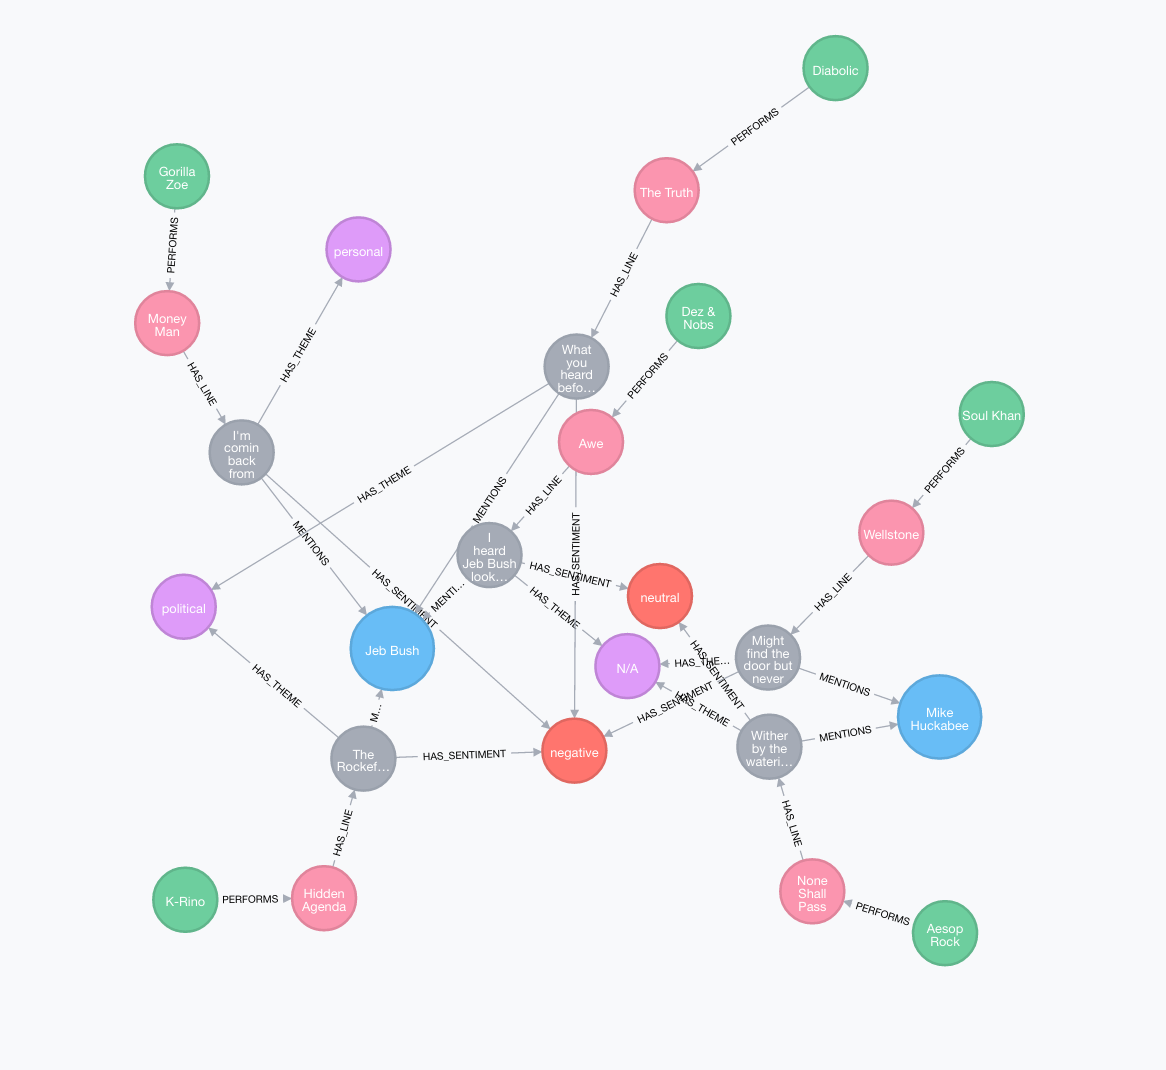 Diabolic
PERFORMS
Gorilla
Zoe
The Truth
PERFORMS
personal
HAS_LINE
Money
Man
Dez &
Nobs
HAS_THEME
What
you
heard
befo...
PERFORMS
HAS_LINE
Soul Khan
I'm
comin
back
from
Awe
PERFORMS
HAS_THEME
MENTIONS
HAS_LINE
Wellstone
MENTIONS
I
heard
Jeb Bush
look...
HAS_SENTIMENT
HAS_SENTIMENT
HAS_SENTIMENT
MENTI...
HAS_THEME
neutral
HAS_LINE
political
Jeb Bush
N/A
HAS_THE...
HAS_SENTIMENT
Might
find the
door but
never
MENTIONS
HAS_THEME
M...
HAS_SENTIMENT
HAS_THEME
Mike
Huckabee
The
Rockef...
HAS_SENTIMENT
negative
Wither
by the
wateri...
MENTIONS
HAS_LINE
HAS_LINE
K-Rino
PERFORMS
Hidden
Agenda
None
Shall
Pass
PERFORMS
Aesop
Rock